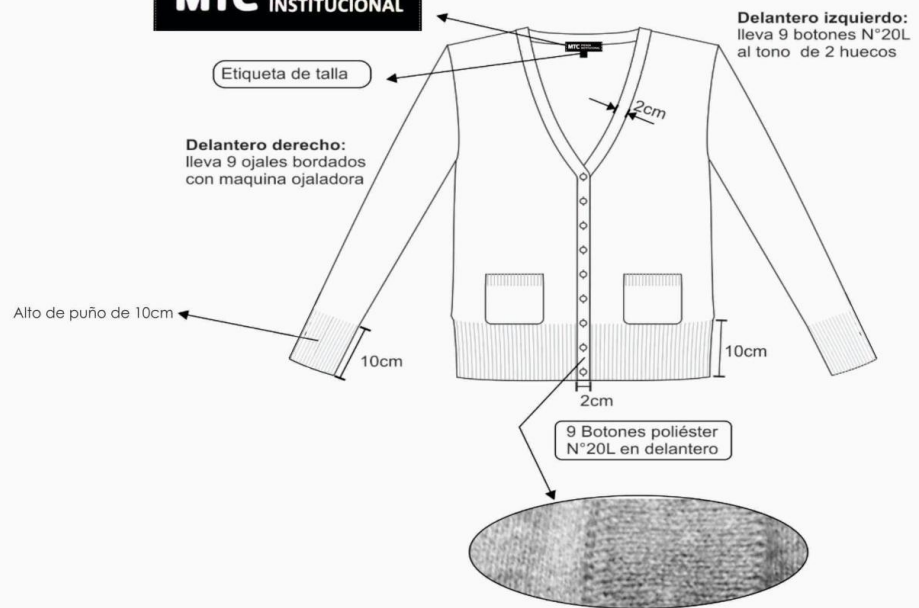 MTC INSTITUCIONAL
Delantero izquierdo:
lleva 9 botones N°20L
al tono de 2 huecos
MTC
Etiqueta de talla
2cm
Delantero derecho:
lleva 9 ojales bordados
con maquina ojaladora
Alto de puño de 10cm
10cm
10cm
2cm
9 Botones poliéster
N°20L en delantero